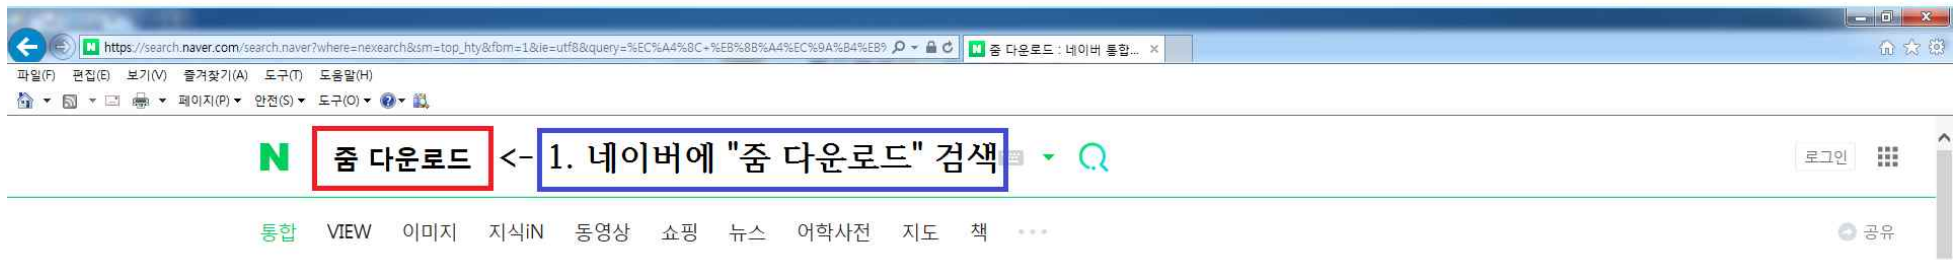 https://search.naver.com/search.naver?where=nexearch&sm=top_hty&fbm=1&ie=utf8&query=%EC%A4%8C+%EB%8B%A4%EC%9A%B4%EB%9 줌 다운로드 : 네이버 통합...
파일(F) 편집(E) 보기(V) 즐겨찾기(A) 도구(T) 도움말(H)
페이지(P) 안전(S) 도구(O)
N 줌 다운로드 <- 1. 네이버에 "줌 다운로드" 검색 로그인
통합 VIEW 이미지 지식iN 동영상 쇼핑 뉴스 어학사전 지도 책 ··· 공유